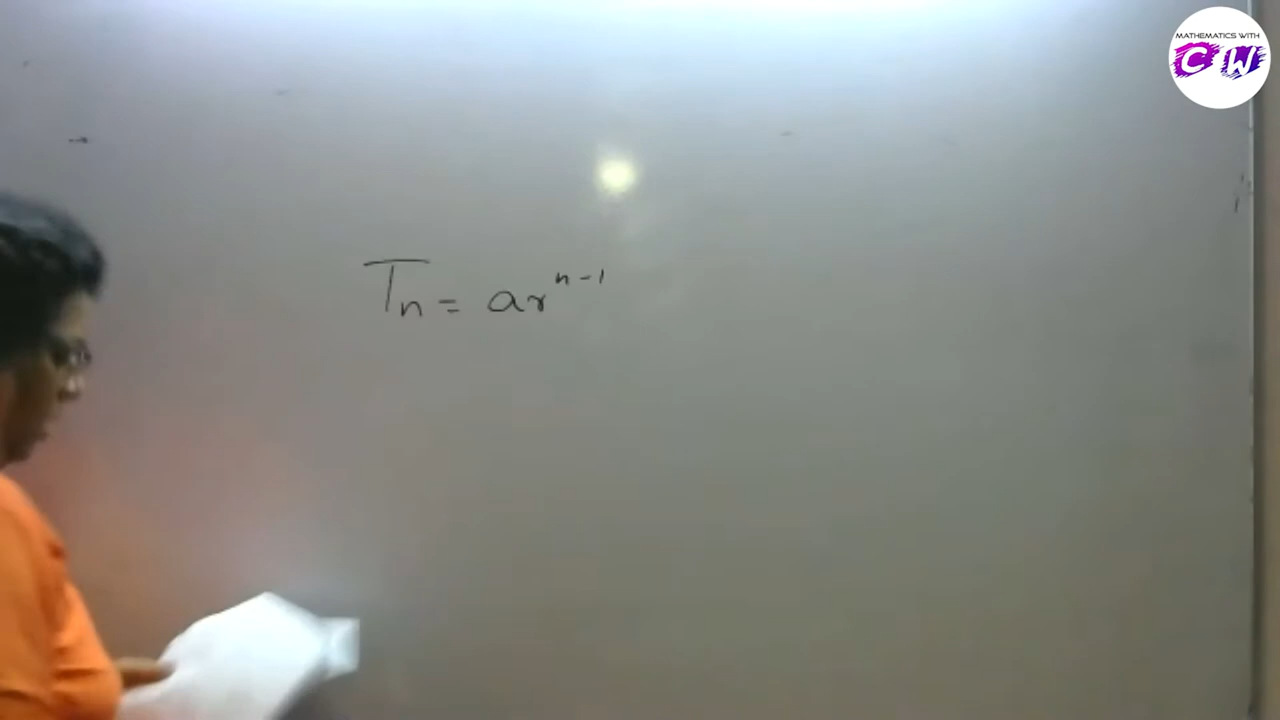 MATHEMATICS WITH
CW
Tn = ar^{n-1}